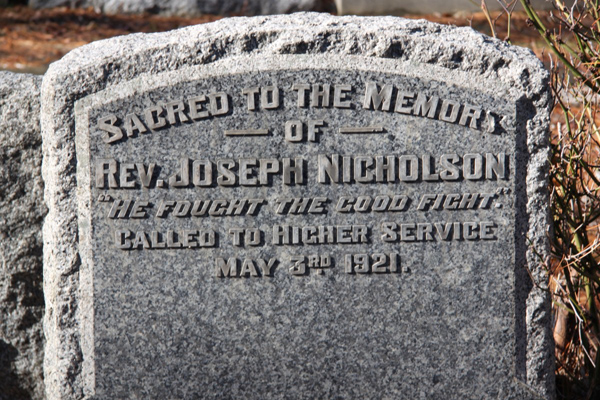 SACRED TO THE MEMORY
— OF —
REV. JOSEPH NICHOLSON
"HE FOUGHT THE GOOD FIGHT."
CALLED TO HIGHER SERVICE
MAY 3RD 1921.